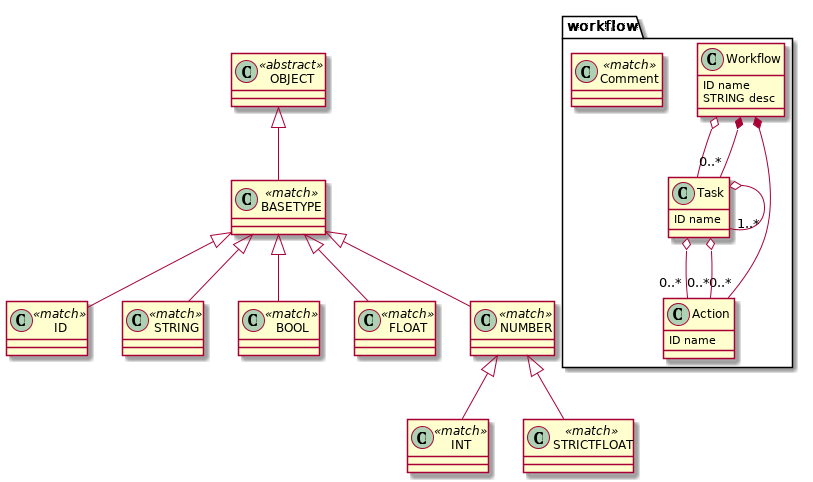 workflow
C «abstract» OBJECT
C «match» Comment
C Workflow
ID name
STRING desc
0..*
C «match» BASETYPE
C Task
ID name
1..*
0..*
0..*
0..*
C «match» ID
C «match» STRING
C «match» BOOL
C «match» FLOAT
C «match» NUMBER
C Action
ID name
C «match» INT
C «match» STRICTFLOAT